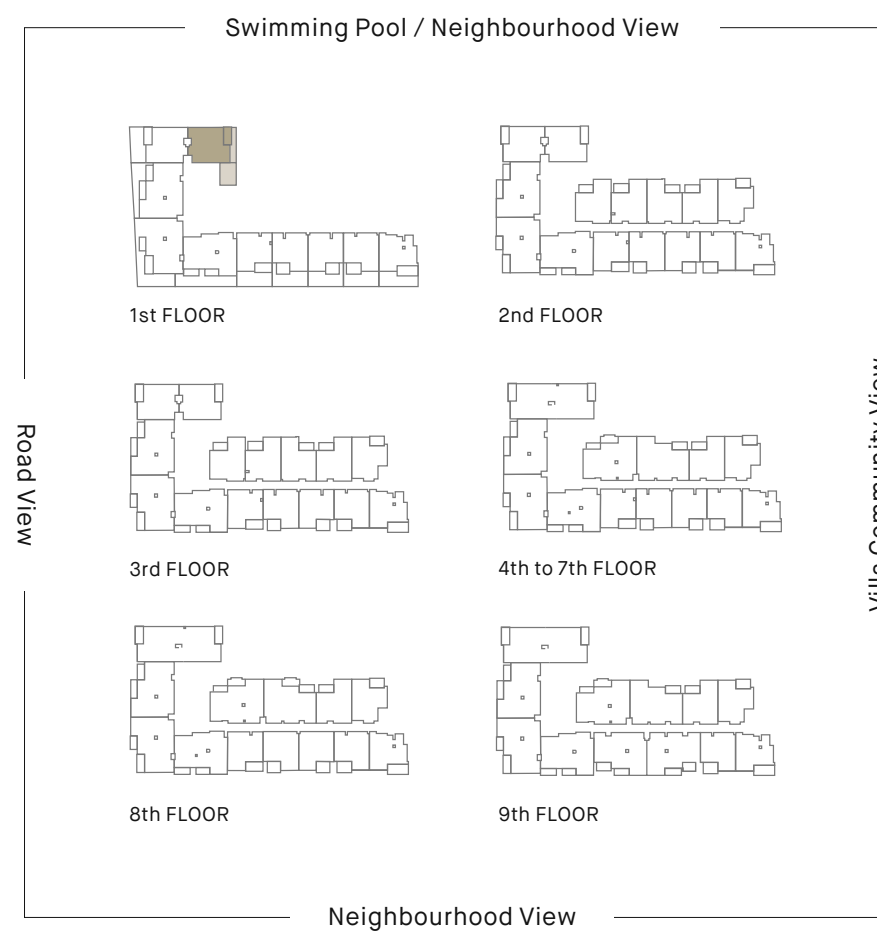 Swimming Pool / Neighbourhood View
1st FLOOR
2nd FLOOR
Road View
Villa Community View
3rd FLOOR
4th to 7th FLOOR
8th FLOOR
9th FLOOR
Neighbourhood View